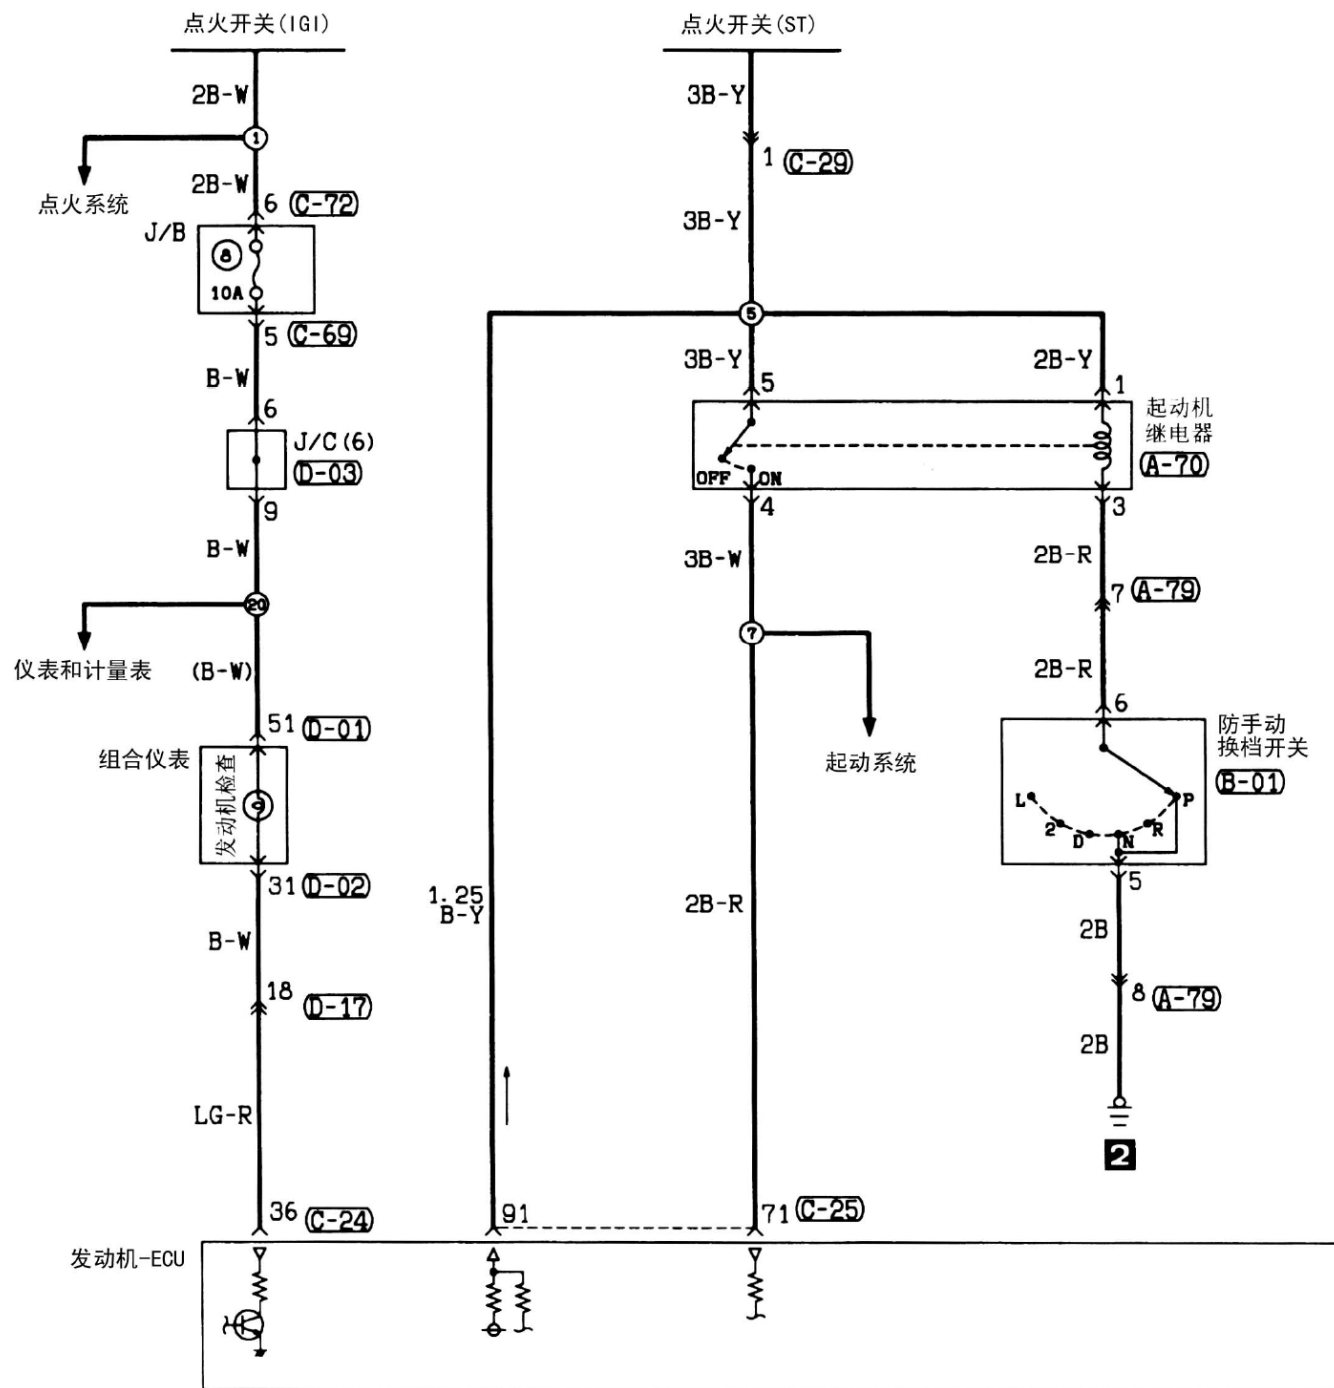 点火开关(IG1)
点火开关(ST)
2B-W
3B-Y
1
1
C-29
2B-W
点火系统
6
C-72
3B-Y
J/B
8
10A
5
5
C-69
3B-Y
2B-Y
B-W
5
1
6
起动机
继电器
J/C(6)
D-03
A-70
OFF
ON
9
4
3
B-W
3B-W
2B-R
7
A-79
20
7
仪表和计量表
(B-W)
2B-R
51
D-01
6
组合仪表
起动系统
防手动
换档开关
B-01
发动机检查
L
2
D
N
R
P
31
D-02
5
1.25
B-Y
2B-R
B-W
2B
18
D-17
8
A-79
2B
LG-R
2
36
C-24
91
71
C-25
发动机-ECU